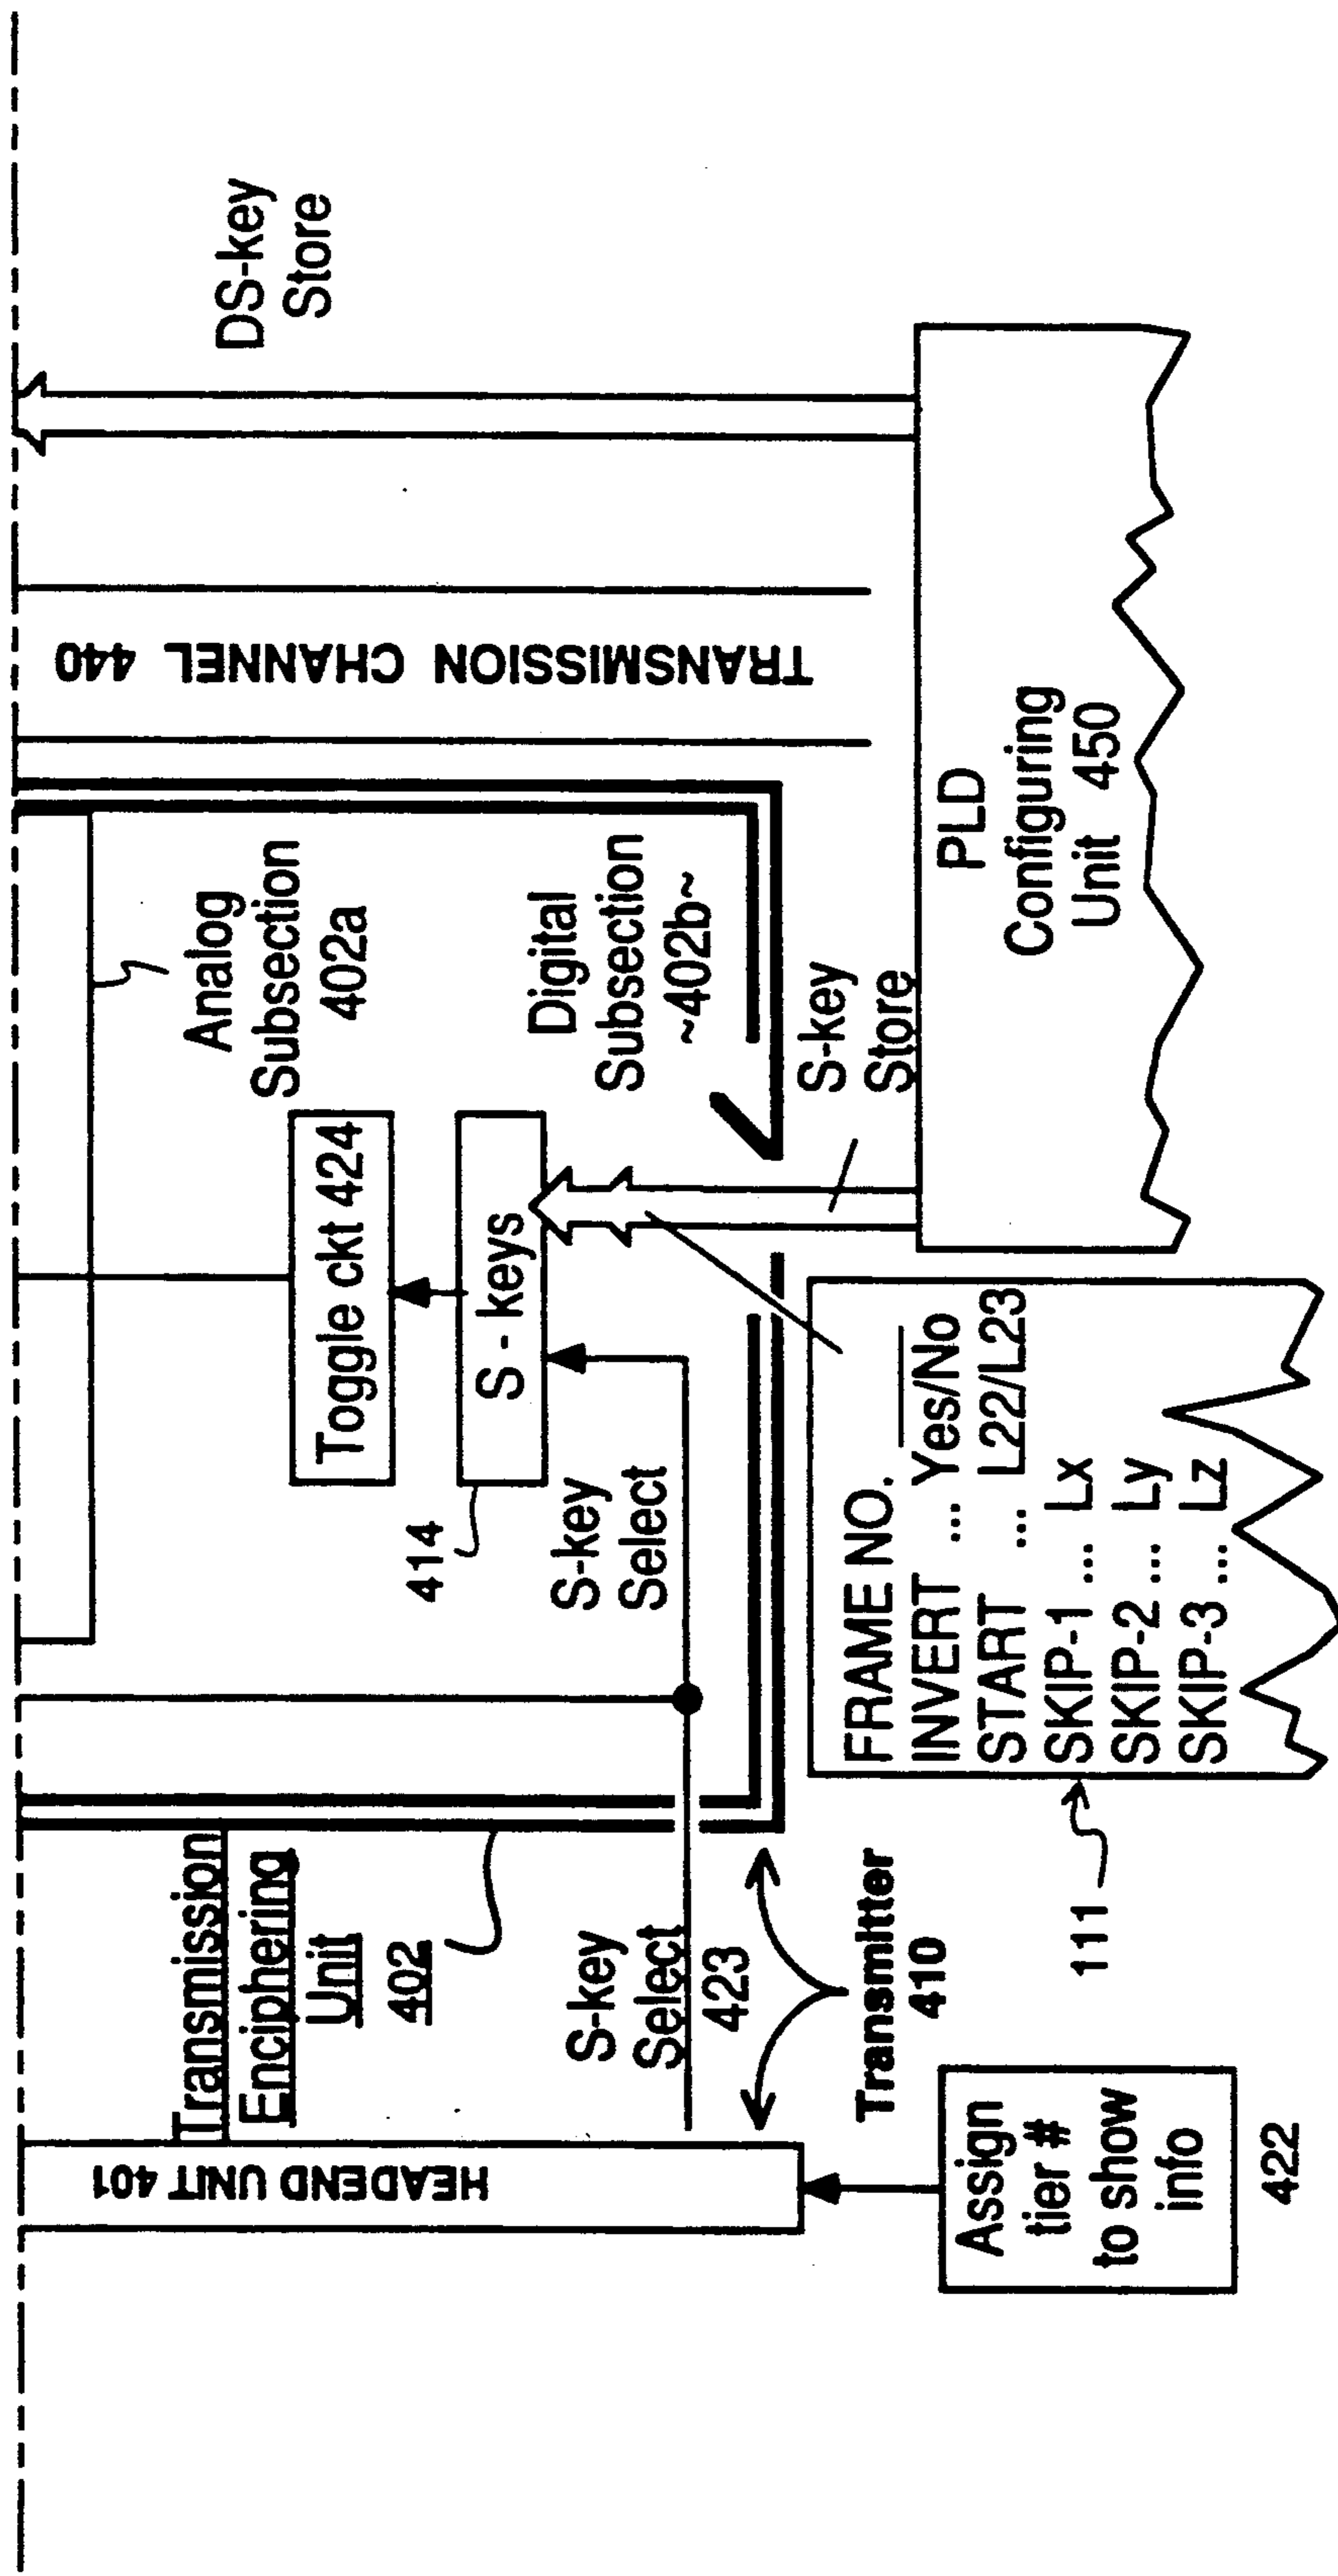 HEADEND UNIT 401
Transmission
Enciphering
Unit
402
S-key
Select
423
Transmitter
410
Assign
tier #
to show
info
422
Analog
Subsection
402a
Toggle ckt 424
414
S - keys
S-key
Select
Digital
Subsection
~402b~
S-key
Store
111
FRAME NO.
INVERT ... Yes/No
START ... L22/L23
SKIP-1 ... Lx
SKIP-2 ... Ly
SKIP-3 ... Lz
TRANSMISSION CHANNEL 440
DS-key
Store
PLD
Configuring
Unit 450